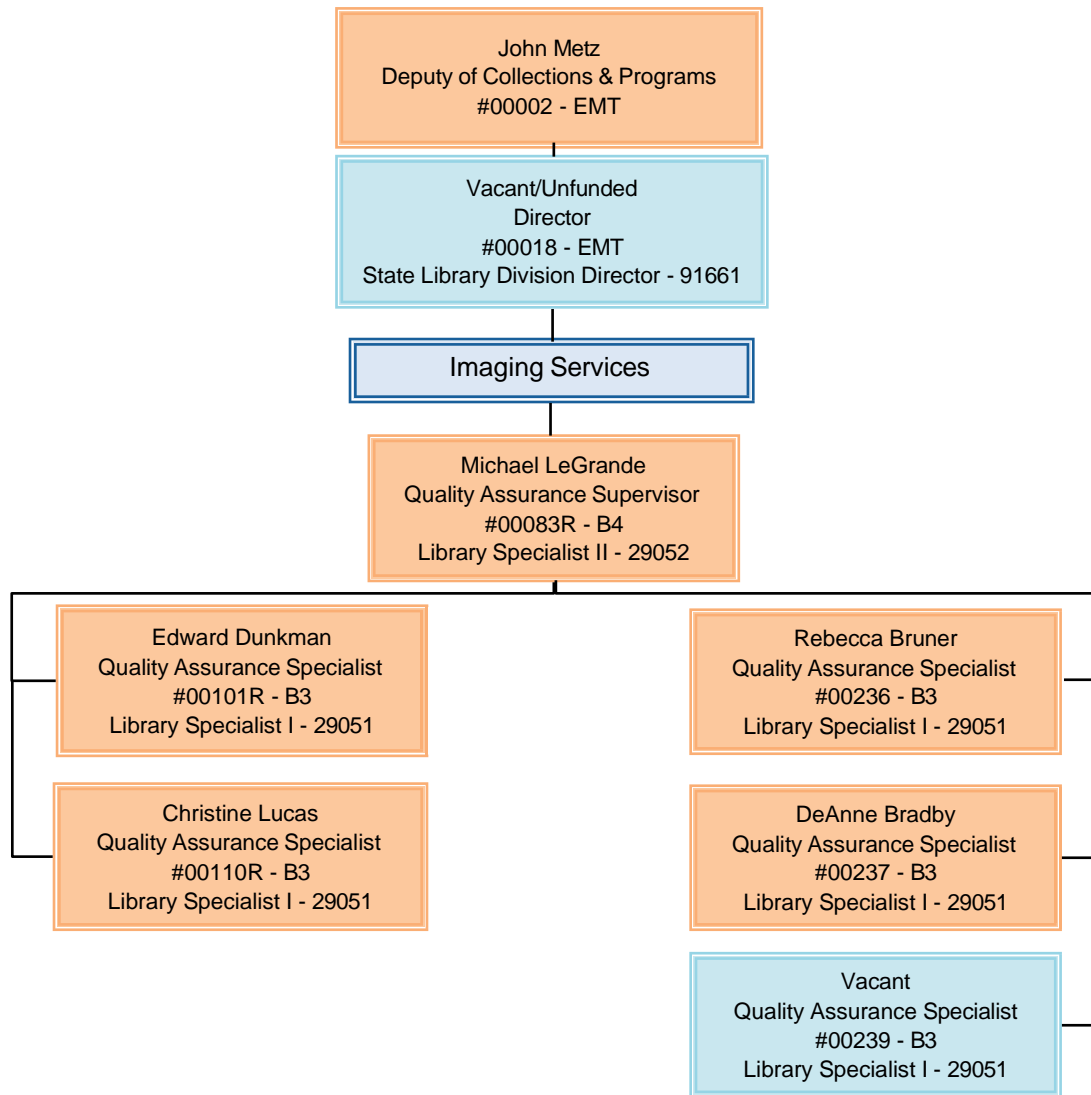 John Metz
Deputy of Collections & Programs
#00002 - EMT
Vacant/Unfunded
Director
#00018 - EMT
State Library Division Director - 91661
Imaging Services
Michael LeGrande
Quality Assurance Supervisor
#00083R - B4
Library Specialist II - 29052
Edward Dunkman
Quality Assurance Specialist
#00101R - B3
Library Specialist I - 29051
Christine Lucas
Quality Assurance Specialist
#00110R - B3
Library Specialist I - 29051
Rebecca Bruner
Quality Assurance Specialist
#00236 - B3
Library Specialist I - 29051
DeAnne Bradby
Quality Assurance Specialist
#00237 - B3
Library Specialist I - 29051
Vacant
Quality Assurance Specialist
#00239 - B3
Library Specialist I - 29051